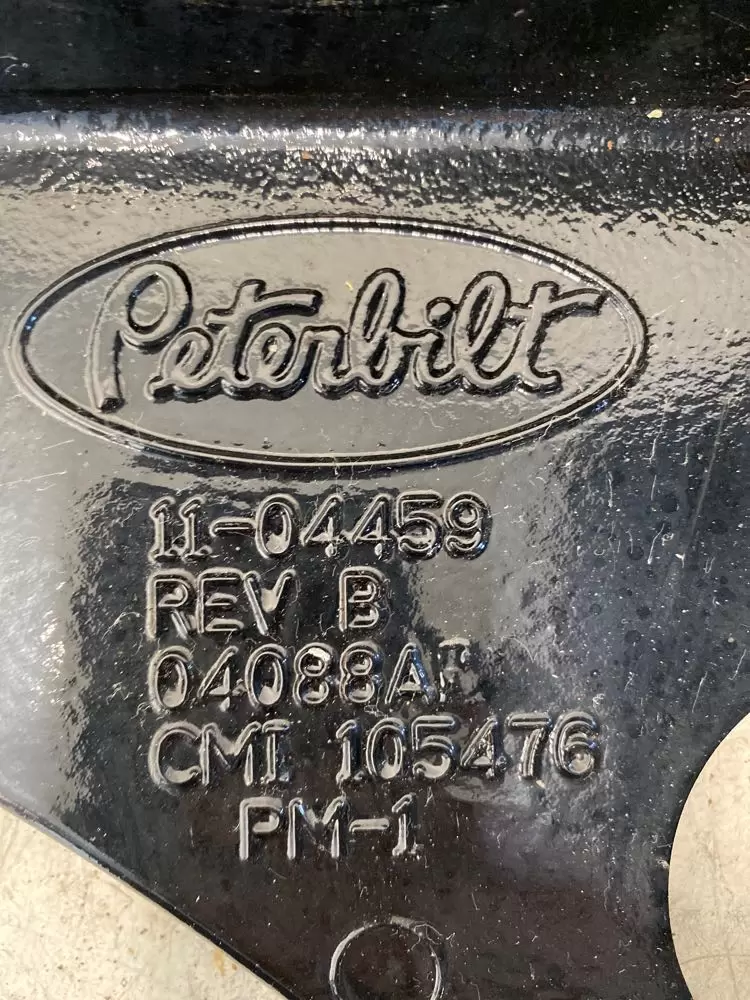 Peterbilt
11-04459
REV B
CMI 105476
PM-1